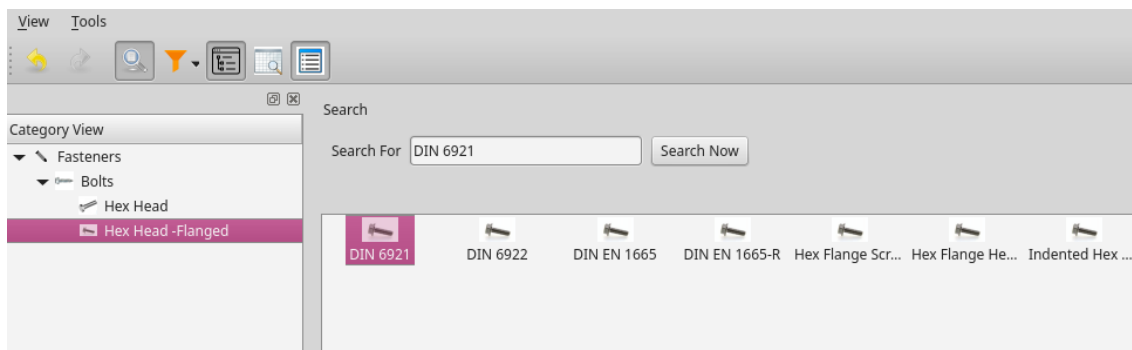 View Tools
Search
Category View
Search For DIN 6921 Search Now
Fasteners
Bolts
Hex Head
Hex Head -Flanged
DIN 6921 DIN 6922 DIN EN 1665 DIN EN 1665-R Hex Flange Scr... Hex Flange He... Indented Hex ...